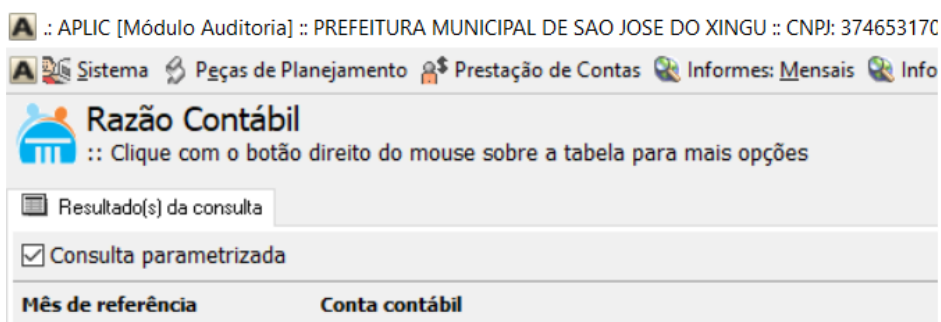 .: APLIC [Módulo Auditoria] :: PREFEITURA MUNICIPAL DE SAO JOSE DO XINGU :: CNPJ: 374653170
Sistema Peças de Planejamento Prestação de Contas Informes: Mensais Info
Razão Contábil
:: Clique com o botão direito do mouse sobre a tabela para mais opções
Resultado(s) da consulta
Consulta parametrizada
Mês de referência Conta contábil